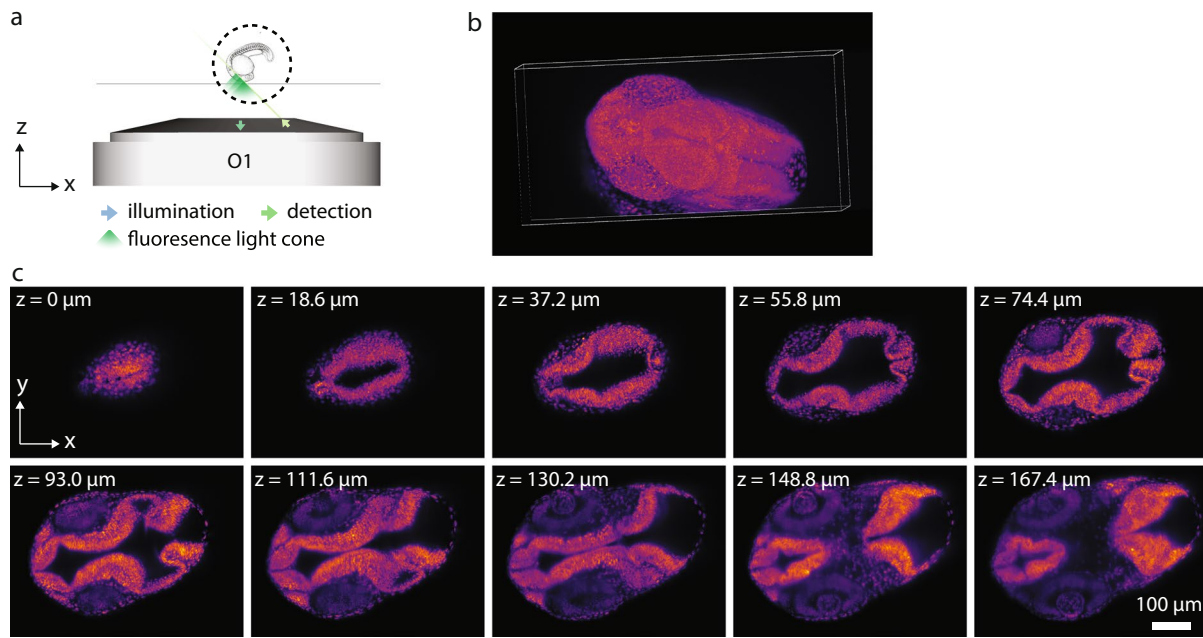 a
z
x
O1
illumination
detection
fluoresence light cone
b
c
z = 0 µm
z = 18.6 µm
z = 37.2 µm
z = 55.8 µm
z = 74.4 µm
y
x
z = 93.0 µm
z = 111.6 µm
z = 130.2 µm
z = 148.8 µm
z = 167.4 µm
100 µm